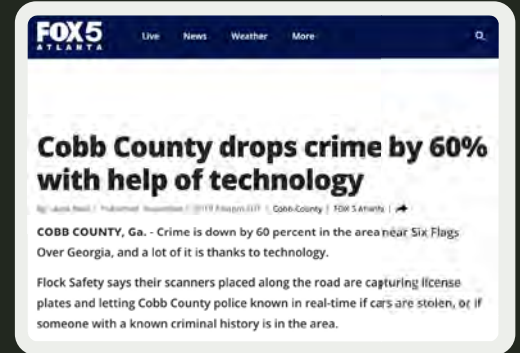 FOX 5
ATLANTA
Live News Weather More
Cobb County drops crime by 60%
with help of technology
Cobb County | FOX 5 Atlanta |
COBB COUNTY, Ga. - Crime is down by 60 percent in the area near Six Flags
Over Georgia, and a lot of it is thanks to technology.
Flock Safety says their scanners placed along the road are capturing license
plates and letting Cobb County police known in real-time if cars are stolen, or if
someone with a known criminal history is in the area.